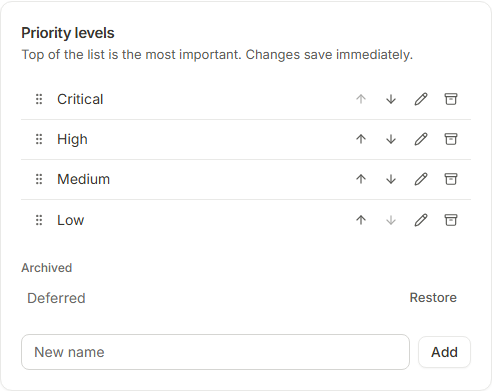 Priority levels
Top of the list is the most important. Changes save immediately.
Critical
High
Medium
Low
Archived
Deferred Restore
New name Add